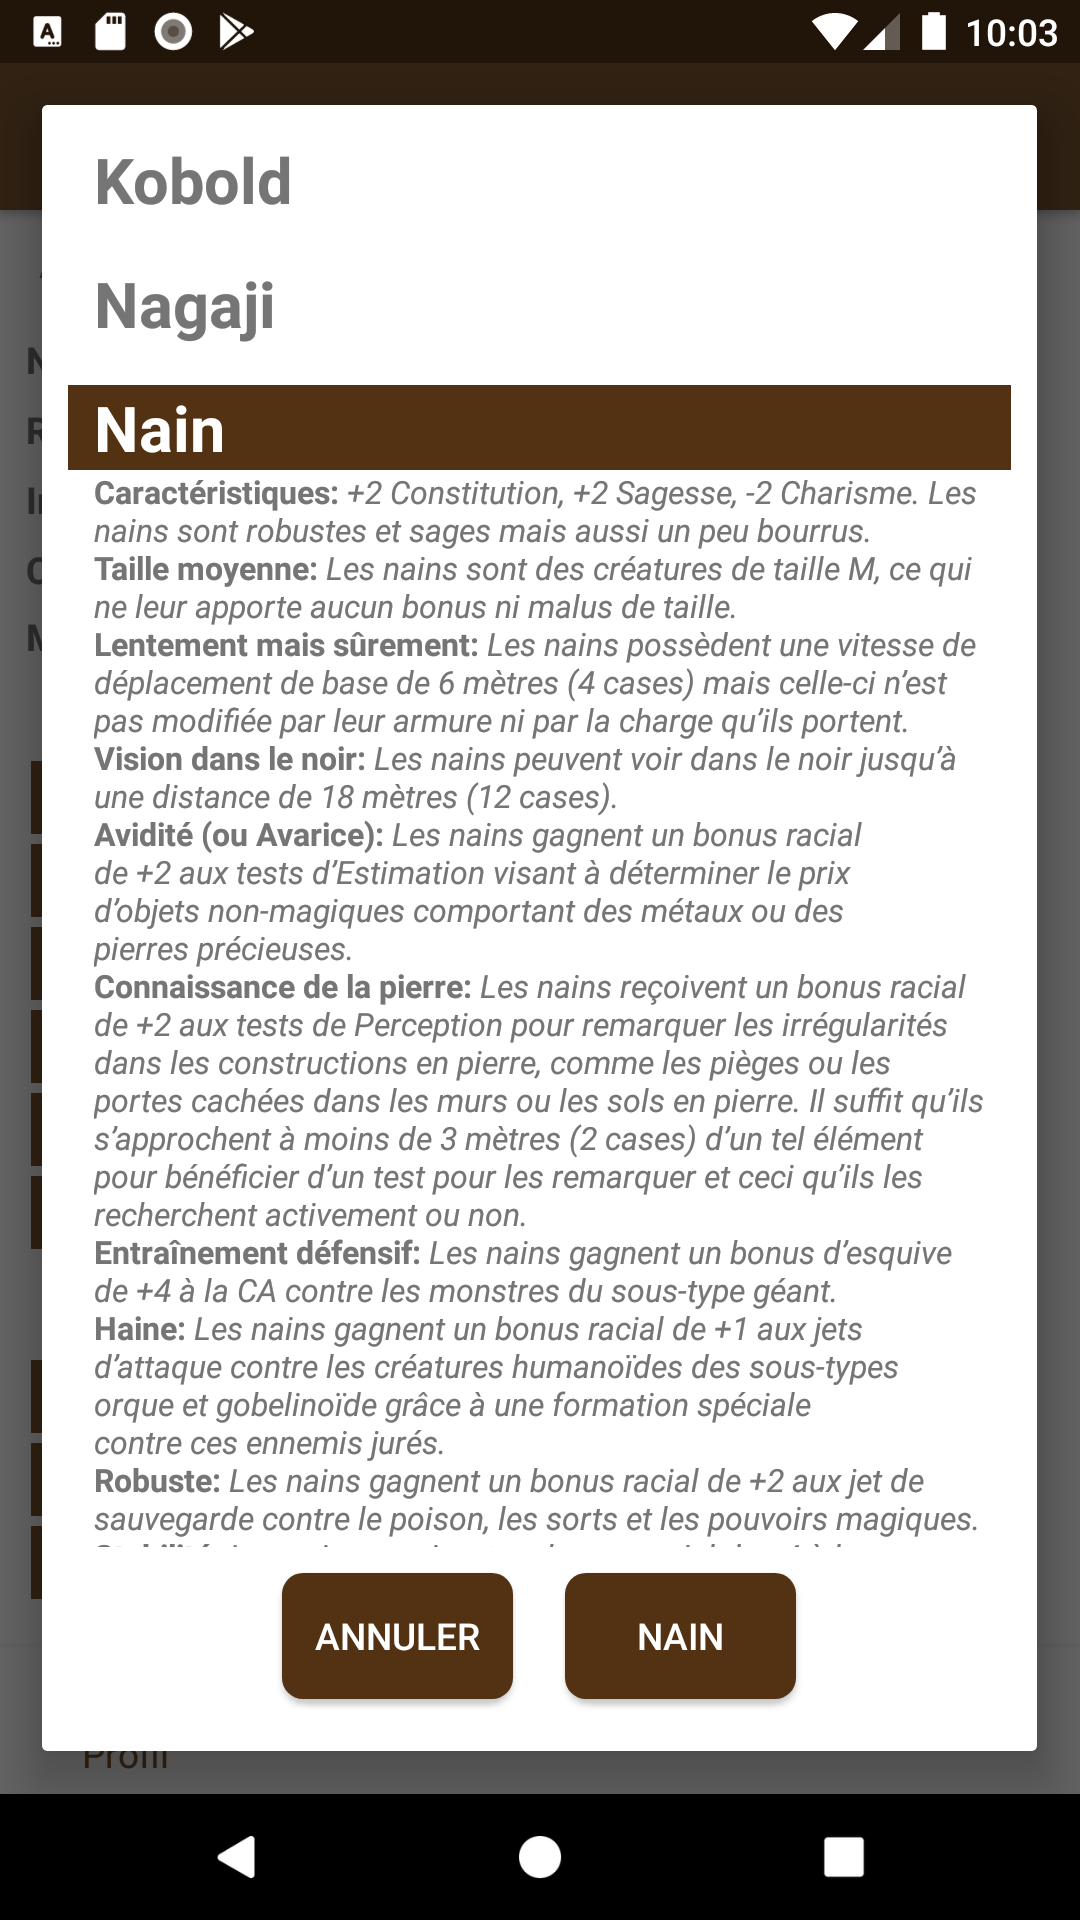 10:03
Kobold
Nagaji
Nain
Caractéristiques: +2 Constitution, +2 Sagesse, -2 Charisme. Les
nains sont robustes et sages mais aussi un peu bourrus.
Taille moyenne: Les nains sont des créatures de taille M, ce qui
ne leur apporte aucun bonus ni malus de taille.
Lentement mais sûrement: Les nains possèdent une vitesse de
déplacement de base de 6 mètres (4 cases) mais celle-ci n’est
pas modifiée par leur armure ni par la charge qu’ils portent.
Vision dans le noir: Les nains peuvent voir dans le noir jusqu’à
une distance de 18 mètres (12 cases).
Avidité (ou Avarice): Les nains gagnent un bonus racial
de +2 aux tests d’Estimation visant à déterminer le prix
d’objets non-magiques comportant des métaux ou des
pierres précieuses.
Connaissance de la pierre: Les nains reçoivent un bonus racial
de +2 aux tests de Perception pour remarquer les irrégularités
dans les constructions en pierre, comme les pièges ou les
portes cachées dans les murs ou les sols en pierre. Il suffit qu’ils
s’approchent à moins de 3 mètres (2 cases) d’un tel élément
pour bénéficier d’un test pour les remarquer et ceci qu’ils les
recherchent activement ou non.
Entraînement défensif: Les nains gagnent un bonus d’esquive
de +4 à la CA contre les monstres du sous-type géant.
Haine: Les nains gagnent un bonus racial de +1 aux jets
d’attaque contre les créatures humanoïdes des sous-types
orque et gobelinoïde grâce à une formation spéciale
contre ces ennemis jurés.
Robuste: Les nains gagnent un bonus racial de +2 aux jet de
sauvegarde contre le poison, les sorts et les pouvoirs magiques.
ANNULER
NAIN
Profil